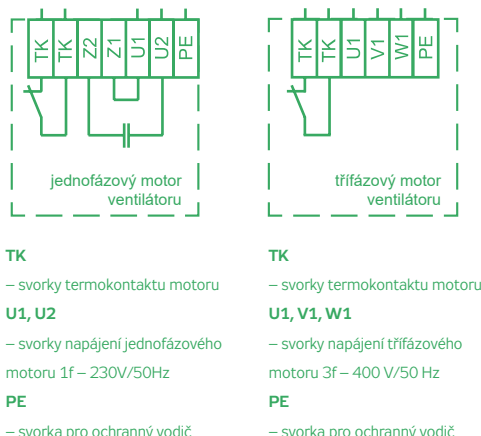 TK TK Z2 Z1 U1 U2 PE
jednofázový motor
ventilátoru
TK
– svorky termokontaktu motoru
U1, U2
– svorky napájení jednofázového
motoru 1f – 230V/50Hz
PE
– svorka pro ochranný vodič
TK TK U1 V1 W1 PE
třífázový motor
ventilátoru
TK
– svorky termokontaktu motoru
U1, V1, W1
– svorky napájení třífázového
motoru 3f – 400 V/50 Hz
PE
– svorka pro ochranný vodič